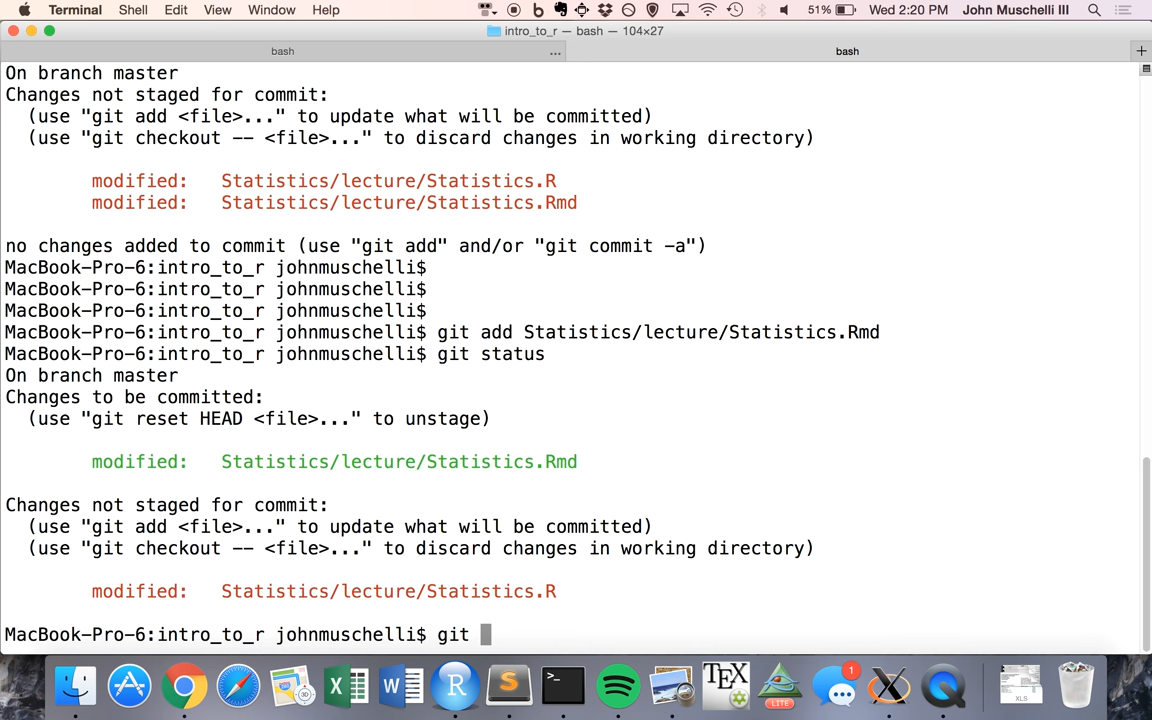 Terminal Shell Edit View Window Help 51% Wed 2:20 PM John Muschelli III
intro_to_r — bash — 104×27
bash ... bash +
On branch master
Changes not staged for commit:
  (use "git add <file>..." to update what will be committed)
  (use "git checkout -- <file>..." to discard changes in working directory)
        modified:   Statistics/lecture/Statistics.R
        modified:   Statistics/lecture/Statistics.Rmd
no changes added to commit (use "git add" and/or "git commit -a")
MacBook-Pro-6:intro_to_r johnmuschelli$
MacBook-Pro-6:intro_to_r johnmuschelli$
MacBook-Pro-6:intro_to_r johnmuschelli$
MacBook-Pro-6:intro_to_r johnmuschelli$ git add Statistics/lecture/Statistics.Rmd
MacBook-Pro-6:intro_to_r johnmuschelli$ git status
On branch master
Changes to be committed:
  (use "git reset HEAD <file>..." to unstage)
        modified:   Statistics/lecture/Statistics.Rmd
Changes not staged for commit:
  (use "git add <file>..." to update what will be committed)
  (use "git checkout -- <file>..." to discard changes in working directory)
        modified:   Statistics/lecture/Statistics.R
MacBook-Pro-6:intro_to_r johnmuschelli$ git
1
TEX
LITE
XLS